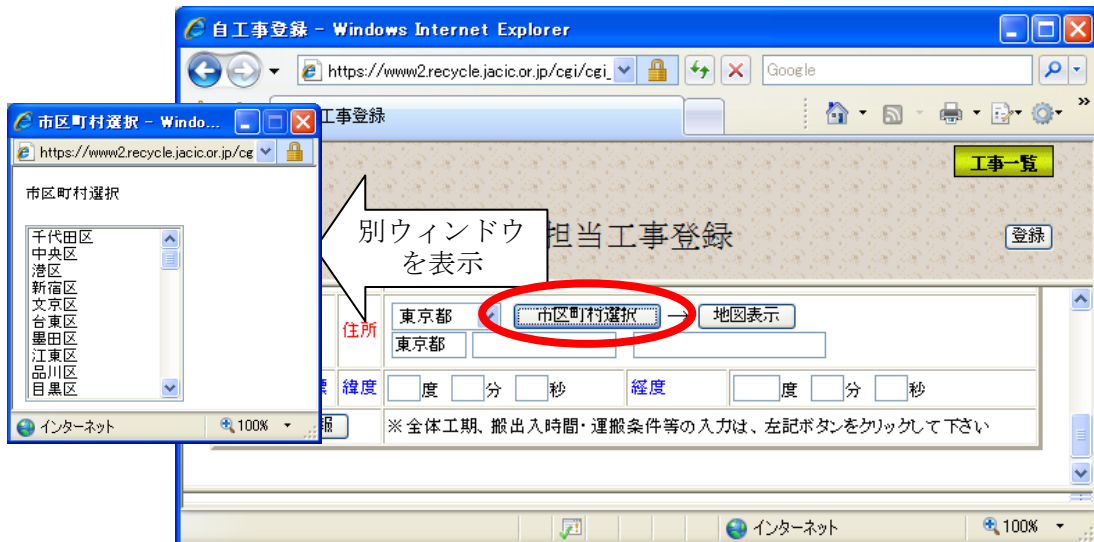 自工事登録 - Windows Internet Explorer
https://www2.recycle.jacic.or.jp/cgi/cgi_
Google
工事登録
市区町村選択 - Windo...
https://www2.recycle.jacic.or.jp/cg
市区町村選択
千代田区
中央区
港区
新宿区
文京区
台東区
墨田区
江東区
品川区
目黒区
インターネット
100%
工事一覧
別ウィンドウ
を表示
担当工事登録
登録
住所
東京都
市区町村選択
→
地図表示
東京都
緯度 度 分 秒 経度 度 分 秒
報
※全体工期、搬出入時間・運搬条件等の入力は、左記ボタンをクリックして下さい
インターネット
100%